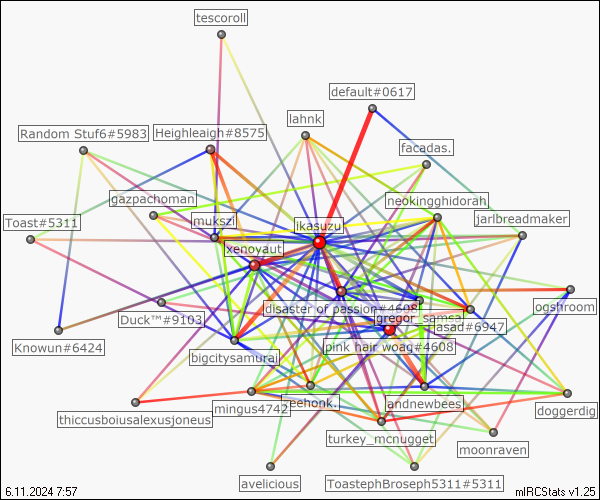 tescoroll
default#0617
lahnk
Random Stuf6#5983
Heighleaigh#8575
facadas.
gazpachoman
neokingghidorah
mukszi
ikasuzu
Toast#5311
jarlbreadmaker
xenoyaut
disaster of passion#4608
ogshroom
gregor_samsa_
Duck™#9103
asad#6947
Knowun#6424
pink hair woag#4608
bigcitysamurai
mingus4742
andnewbees
doggerdig
thiccusboiusalexusjoneus
turkey_mcnugget
moonraven
avelicious
ToastephBroseph5311#5311
6.11.2024 7:57
mIRCStats v1.25